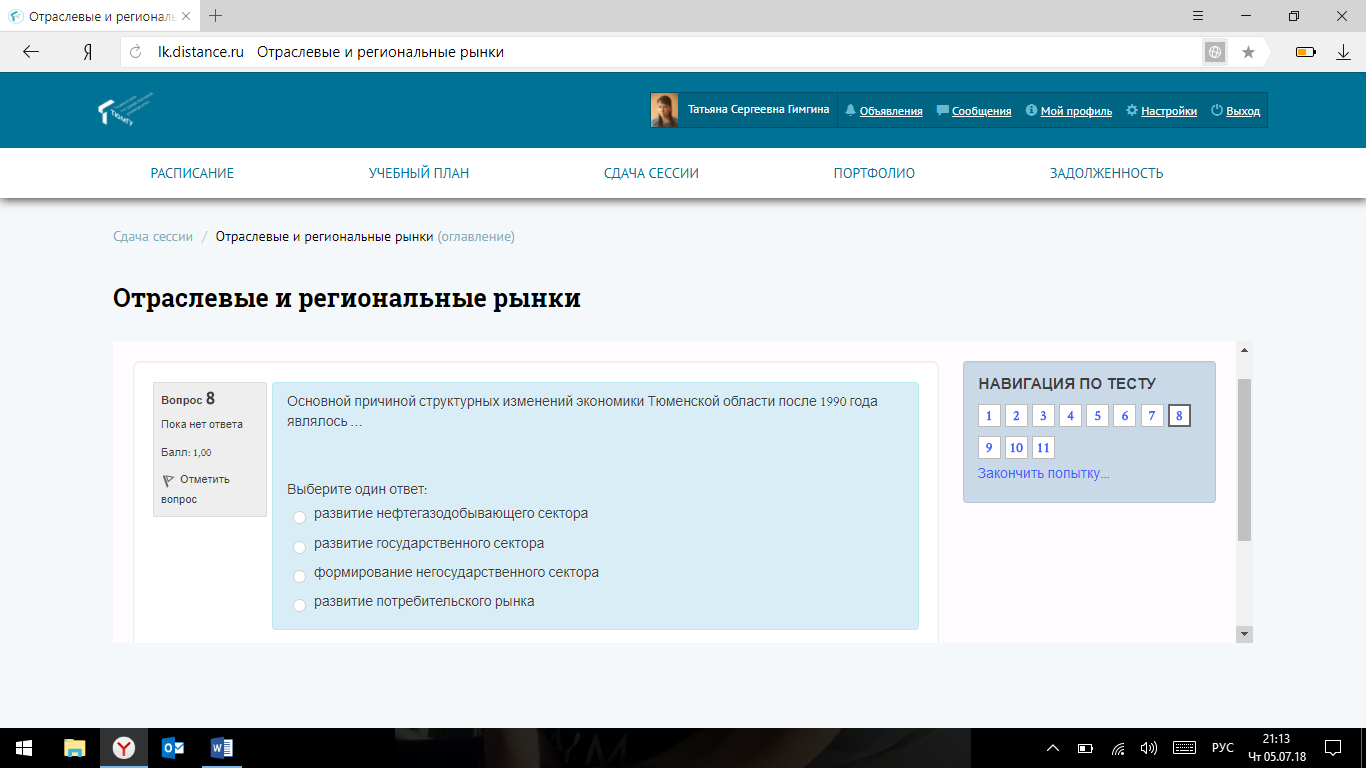 Отраслевые и региональ
lk.distance.ru Отраслевые и региональные рынки
ТюмГУ
Татьяна Сергеевна Гимгина Объявления Сообщения Мой профиль Настройки Выход
РАСПИСАНИЕ УЧЕБНЫЙ ПЛАН СДАЧА СЕССИИ ПОРТФОЛИО ЗАДОЛЖЕННОСТЬ
Сдача сессии / Отраслевые и региональные рынки (оглавление)
Отраслевые и региональные рынки
Вопрос 8
Пока нет ответа
Балл: 1,00
Отметить
вопрос
Основной причиной структурных изменений экономики Тюменской области после 1990 года
являлось ...
Выберите один ответ:
развитие нефтегазодобывающего сектора
развитие государственного сектора
формирование негосударственного сектора
развитие потребительского рынка
НАВИГАЦИЯ ПО ТЕСТУ
1 2 3 4 5 6 7 8
9 10 11
Закончить попытку...
РУС
21:13
Чт 05.07.18